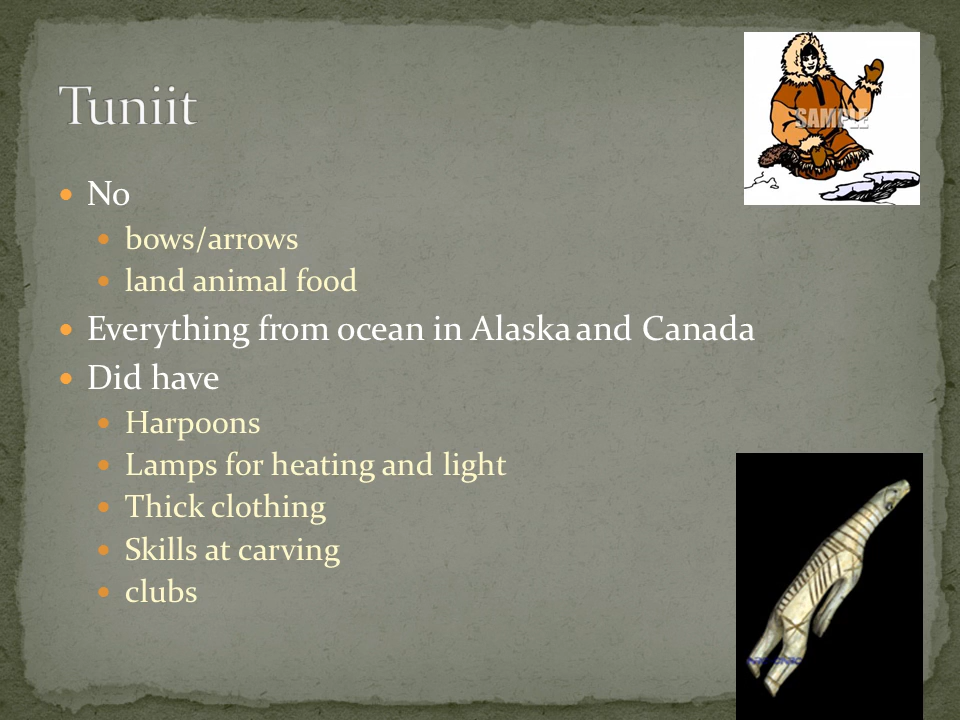 Tuniit
SAMPLE
No
bows/arrows
land animal food
Everything from ocean in Alaska and Canada
Did have
Harpoons
Lamps for heating and light
Thick clothing
Skills at carving
clubs